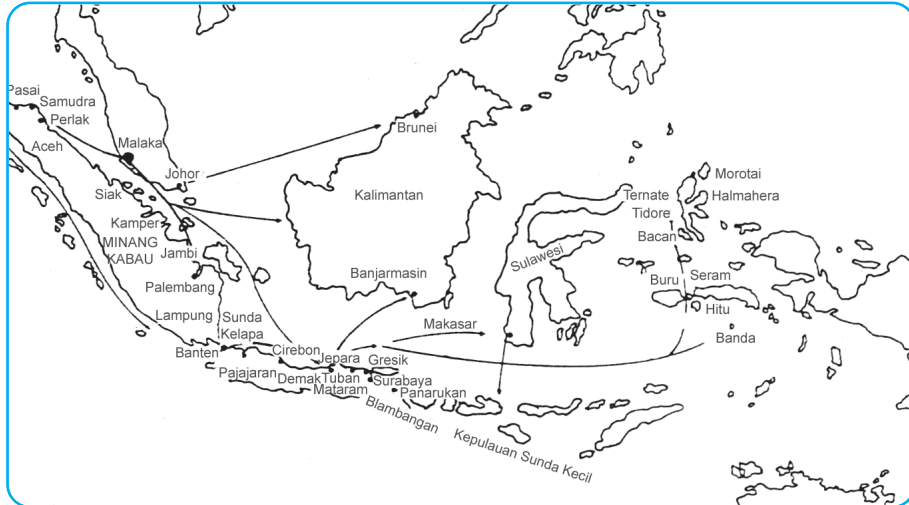 Pasai
Samudra
Perlak
Aceh
Malaka
Johor
Siak
Kamper
MINANG
KABAU
Jambi
Palembang
Lampung
Sunda
Kelapa
Banten
Cirebon
Pajajaran
Demak
Jepara
Tuban
Mataram
Gresik
Surabaya
Panarukan
Blambangan
Kepulauan Sunda Kecil
Brunei
Kalimantan
Banjarmasin
Makasar
Sulawesi
Ternate
Tidore
Bacan
Morotai
Halmahera
Buru
Seram
Hitu
Banda